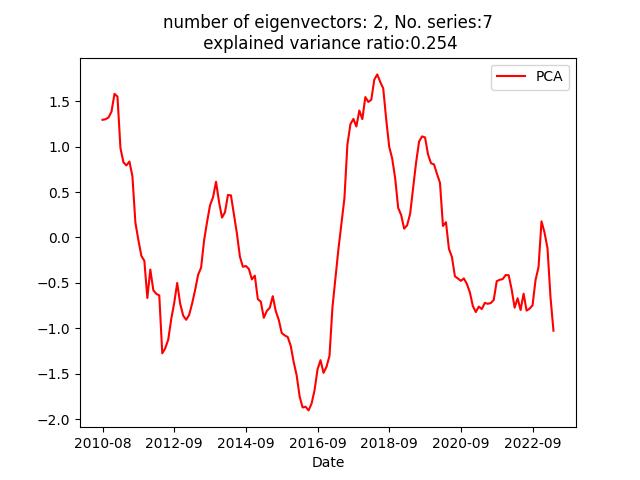 number of eigenvectors: 2, No. series:7
explained variance ratio:0.254
PCA
1.5
1.0
0.5
0.0
−0.5
−1.0
−1.5
−2.0
2010-08 2012-09 2014-09 2016-09 2018-09 2020-09 2022-09
Date